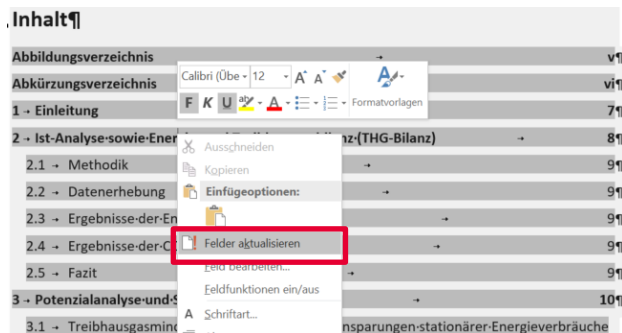 Inhalt¶
Abbildungsverzeichnis → v¶
Abkürzungsverzeichnis vi¶
Calibri (Übe 12 A A
F K U ab A Formatvorlagen
1 → Einleitung 7¶
2 → Ist-Analyse·sowie·Ener nz·(THG-Bilanz) → 8¶
Ausschneiden
2.1 → Methodik → 9¶
Kopieren
2.2 → Datenerhebung → 9¶
Einfügeoptionen:
2.3 → Ergebnisse·der·En → 9¶
2.4 → Ergebnisse·der·C → 9¶
Felder aktualisieren
Feld bearbeiten...
2.5 → Fazit → 9¶
Feldfunktionen ein/aus
3 → Potenzialanalyse·und·S → 10¶
A Schriftart...
3.1 → Treibhausgasmind nsparungen·stationärer·Energieverbräuche